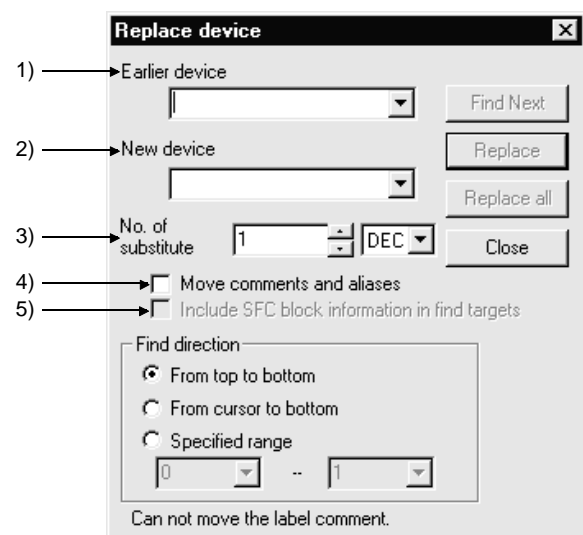 Replace device
1) Earlier device
Find Next
2) New device
Replace
Replace all
3) No. of substitute 1 DEC
Close
4) Move comments and aliases
5) Include SFC block information in find targets
Find direction
From top to bottom
From cursor to bottom
Specified range
0 -- 1
Can not move the label comment.